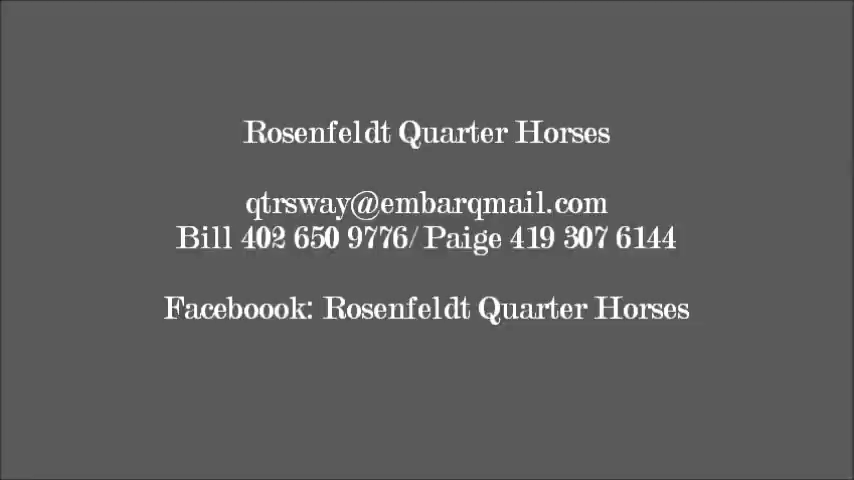 Rosenfeldt Quarter Horses
qtrsway@embarqmail.com
Bill 402 650 9776/ Paige 419 307 6144
Faceboook: Rosenfeldt Quarter Horses